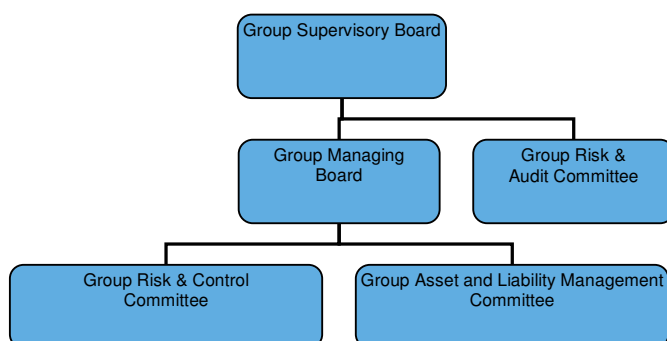 Group Supervisory Board
Group Managing
Board
Group Risk &
Audit Committee
Group Risk & Control
Committee
Group Asset and Liability Management
Committee